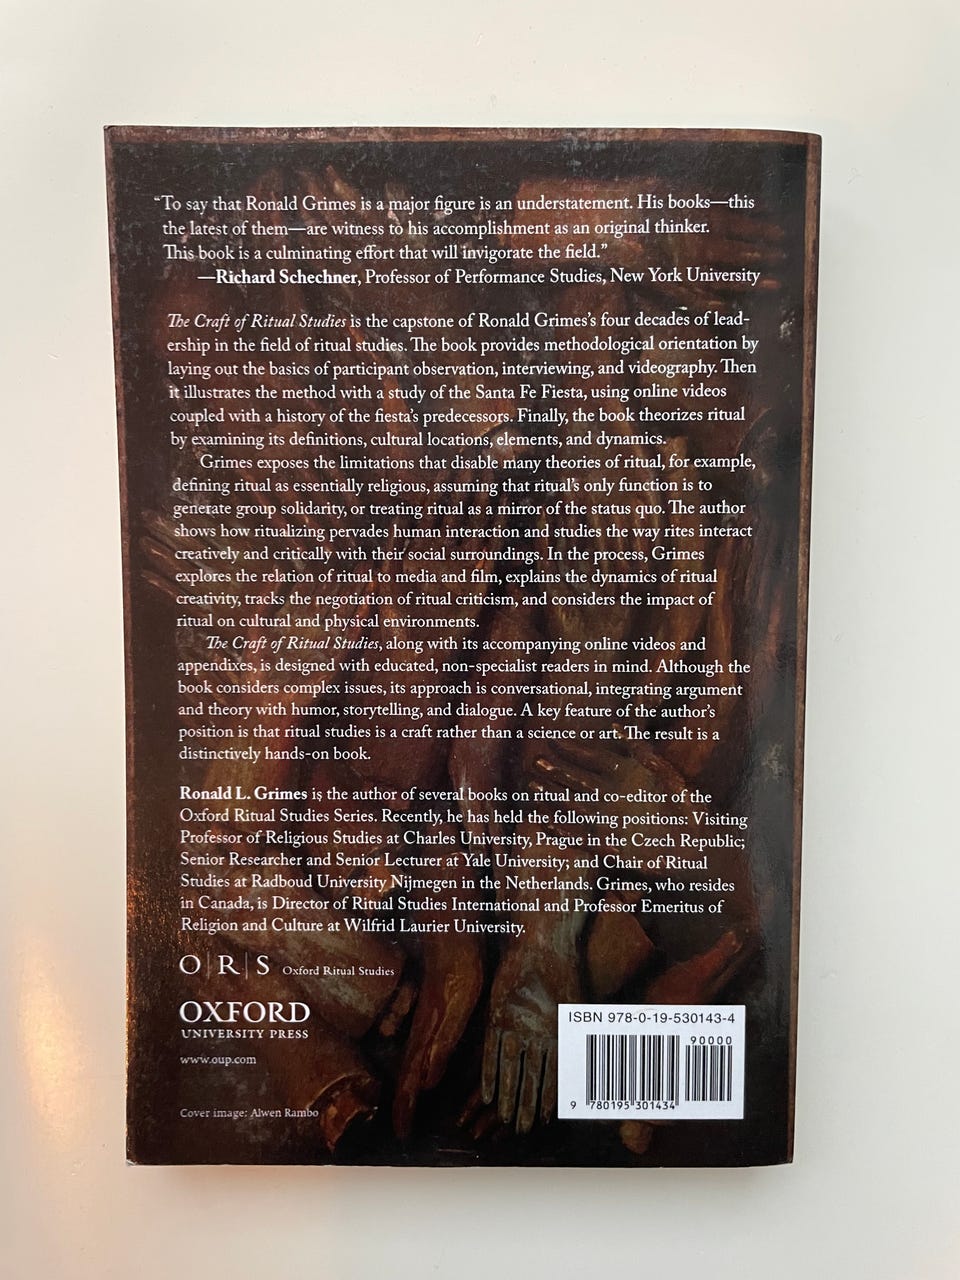 “To say that Ronald Grimes is a major figure is an understatement. His books—this
the latest of them—are witness to his accomplishment as an original thinker.
This book is a culminating effort that will invigorate the field.”
—Richard Schechner, Professor of Performance Studies, New York University
The Craft of Ritual Studies is the capstone of Ronald Grimes’s four decades of lead-
ership in the field of ritual studies. The book provides methodological orientation by
laying out the basics of participant observation, interviewing, and videography. Then
it illustrates the method with a study of the Santa Fe Fiesta, using online videos
coupled with a history of the fiesta’s predecessors. Finally, the book theorizes ritual
by examining its definitions, cultural locations, elements, and dynamics.
Grimes exposes the limitations that disable many theories of ritual, for example,
defining ritual as essentially religious, assuming that ritual’s only function is to
generate group solidarity, or treating ritual as a mirror of the status quo. The author
shows how ritualizing pervades human interaction and studies the way rites interact
creatively and critically with their social surroundings. In the process, Grimes
explores the relation of ritual to media and film, explains the dynamics of ritual
creativity, tracks the negotiation of ritual criticism, and considers the impact of
ritual on cultural and physical environments.
The Craft of Ritual Studies, along with its accompanying online videos and
appendixes, is designed with educated, non-specialist readers in mind. Although the
book considers complex issues, its approach is conversational, integrating argument
and theory with humor, storytelling, and dialogue. A key feature of the author’s
position is that ritual studies is a craft rather than a science or art. The result is a
distinctively hands-on book.
Ronald L. Grimes is the author of several books on ritual and co-editor of the
Oxford Ritual Studies Series. Recently, he has held the following positions: Visiting
Professor of Religious Studies at Charles University, Prague in the Czech Republic;
Senior Researcher and Senior Lecturer at Yale University; and Chair of Ritual
Studies at Radboud University Nijmegen in the Netherlands. Grimes, who resides
in Canada, is Director of Ritual Studies International and Professor Emeritus of
Religion and Culture at Wilfrid Laurier University.
O|R|S Oxford Ritual Studies
OXFORD
UNIVERSITY PRESS
www.oup.com
Cover image: Alwen Rambo
ISBN 978-0-19-530143-4
90000
9 780195 301434